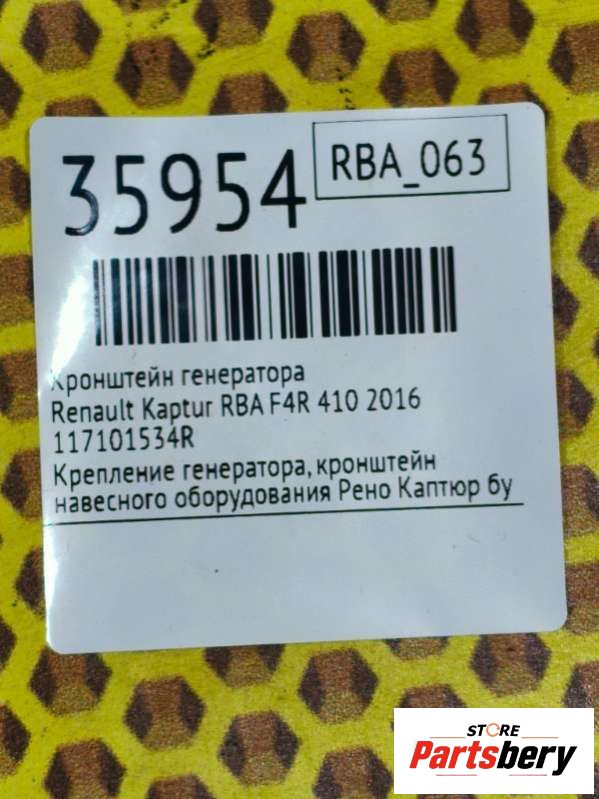 35954
RBA_063
Кронштейн генератора
Renault Kaptur RBA F4R 410 2016
117101534R
Крепление генератора, кронштейн
навесного оборудования Рено Каптюр бу
STORE
Partsbery